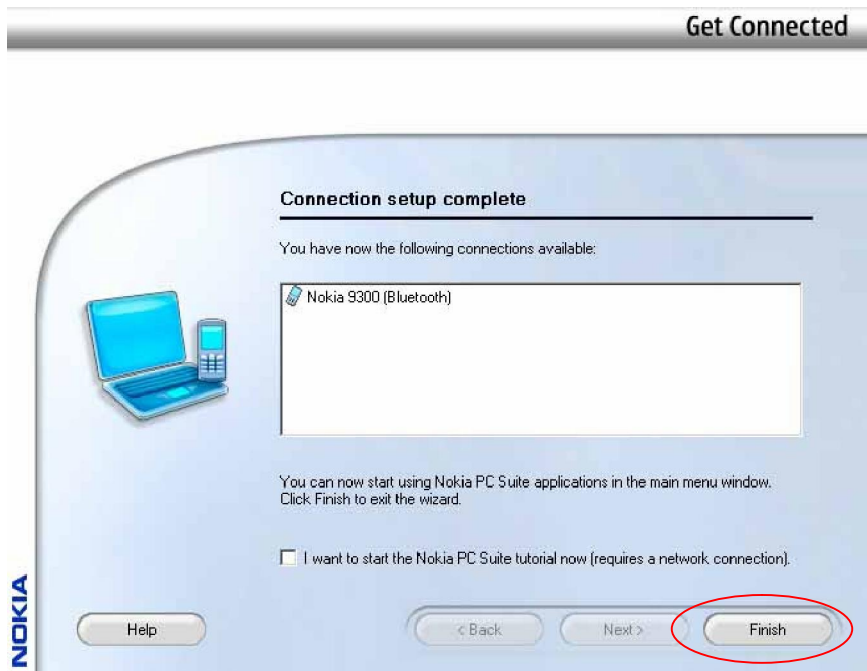 Get Connected
Connection setup complete
You have now the following connections available:
Nokia 9300 (Bluetooth)
You can now start using Nokia PC Suite applications in the main menu window.
Click Finish to exit the wizard.
I want to start the Nokia PC Suite tutorial now (requires a network connection).
NOKIA
Help
< Back
Next >
Finish